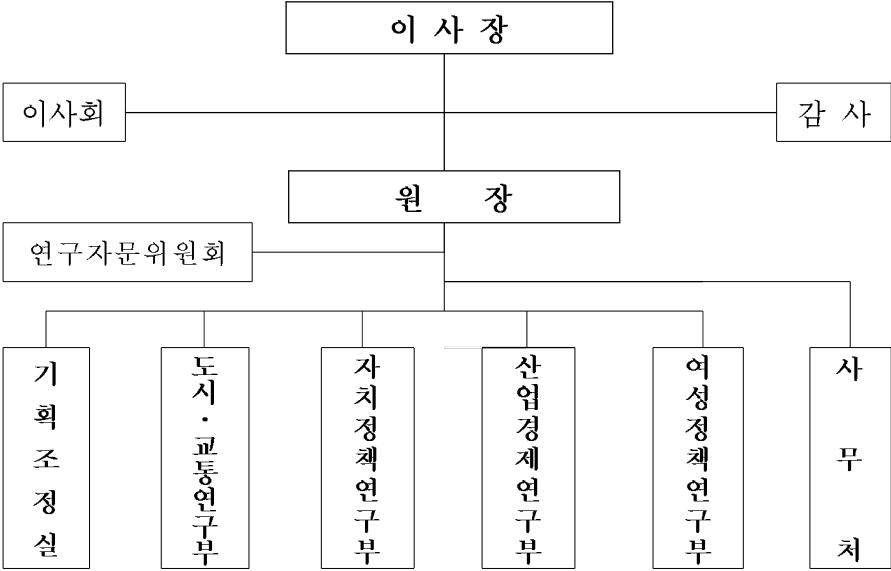 이 사 장
이사회
감 사
원 장
연구자문위원회
기획조정실
도시·교통연구부
자치정책연구부
산업경제연구부
여성정책연구부
사무처